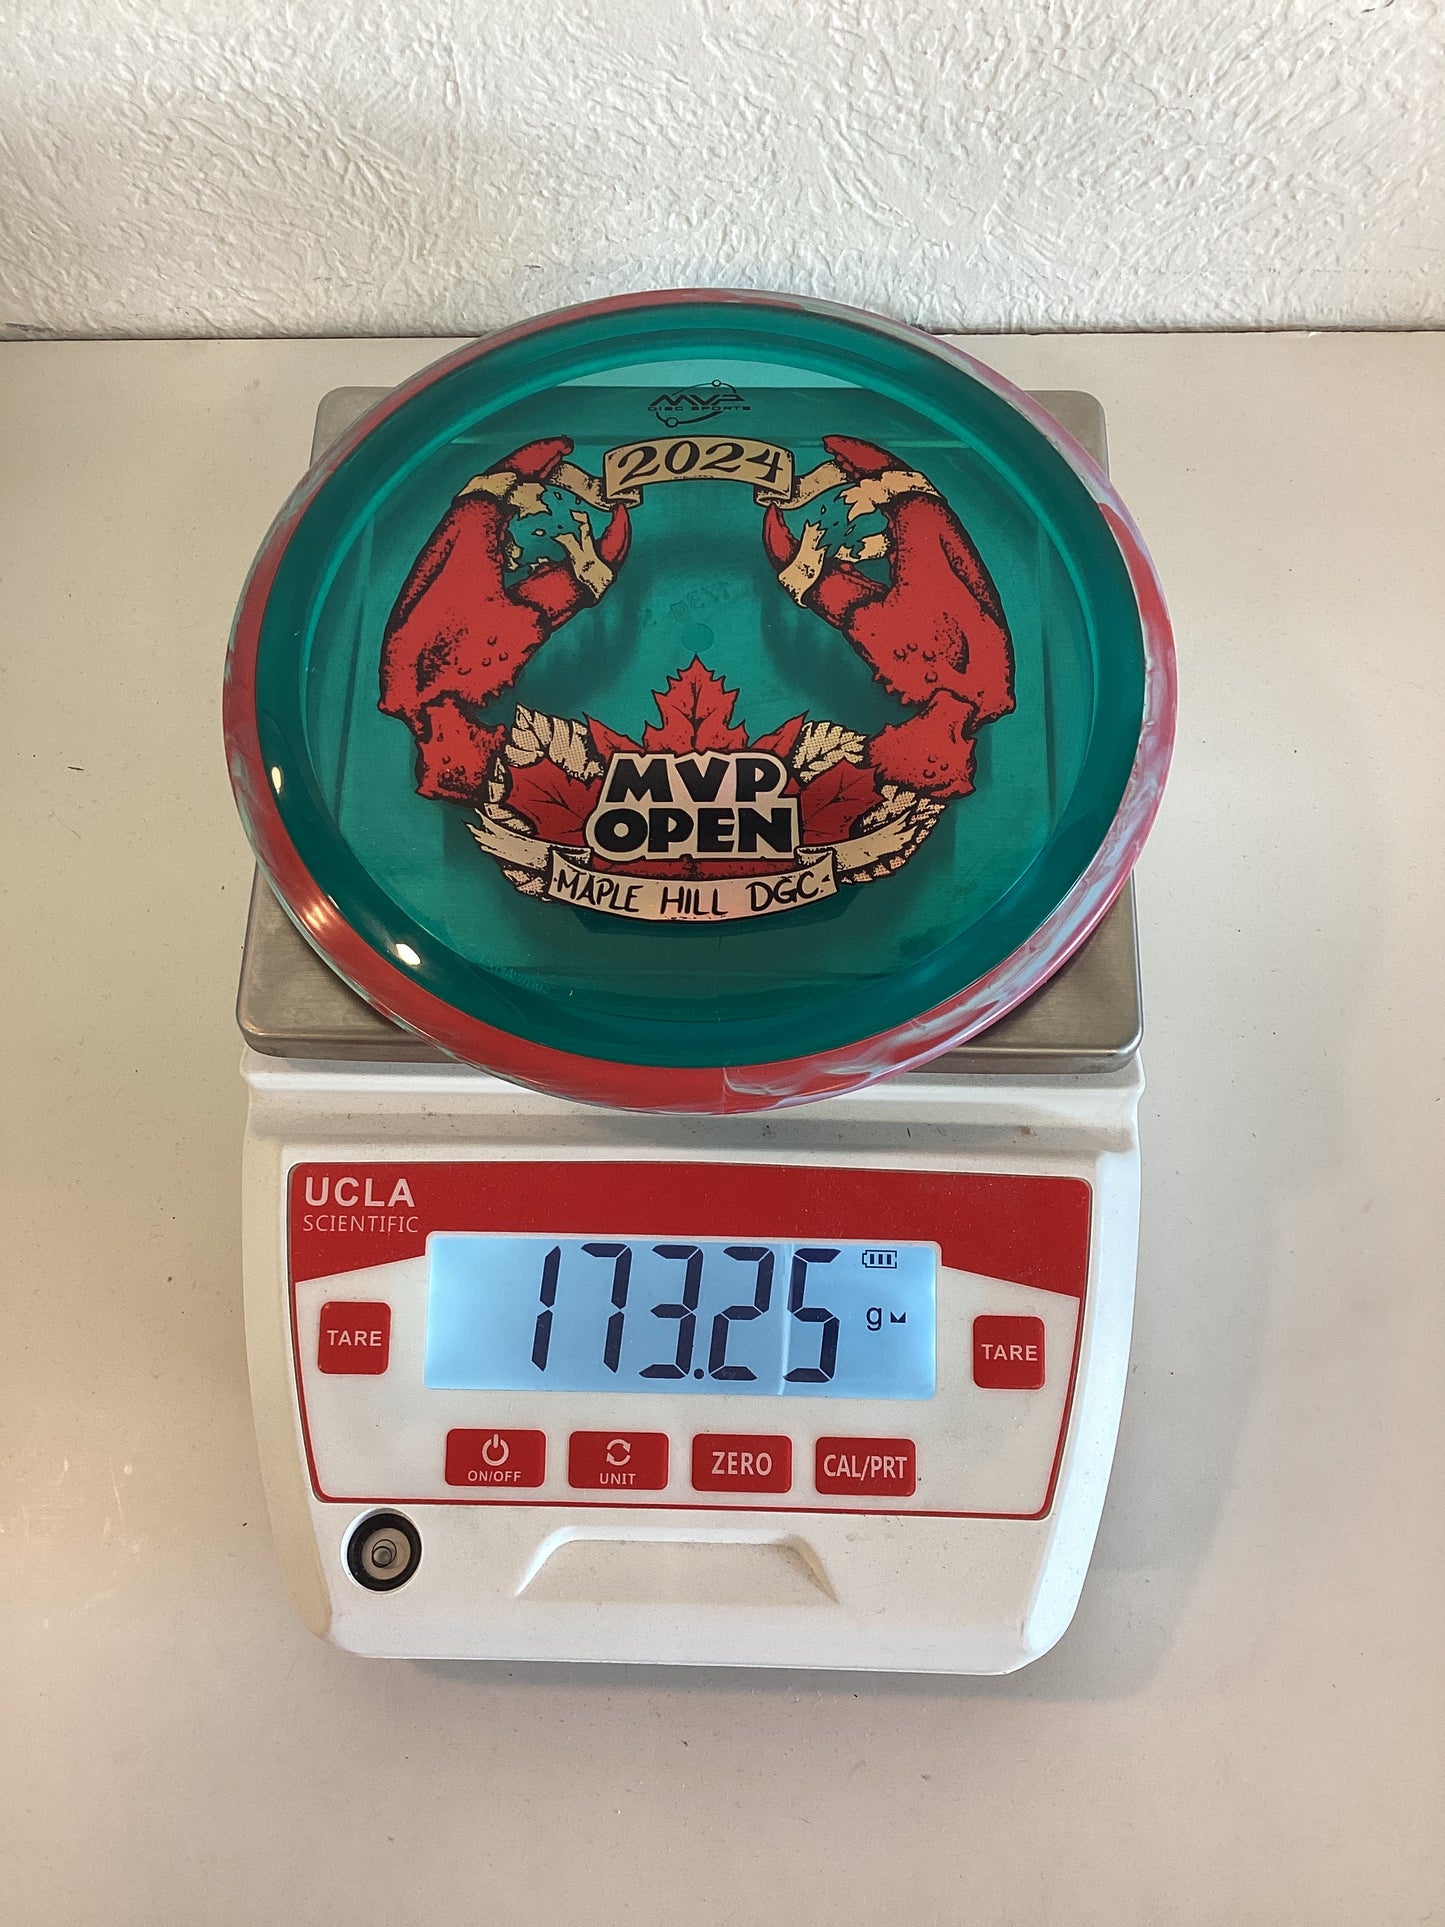 MVP
DISC SPORTS
2024
MVP
OPEN
MAPLE HILL DGC
UCLA
SCIENTIFIC
173.25
g
TARE
TARE
ON/OFF
UNIT
ZERO
CAL/PRT